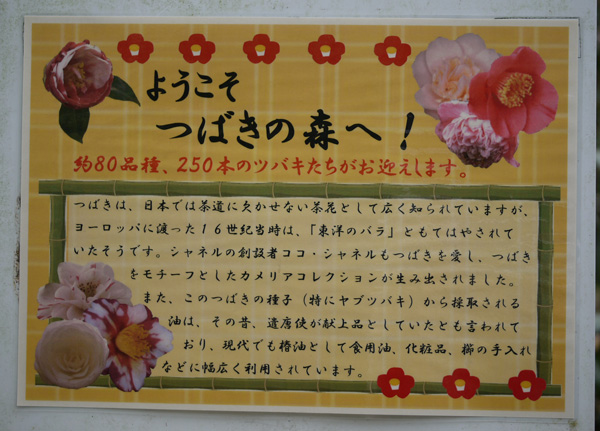 ようこそ
つばきの森へ！
約80品種、250本のツバキたちがお迎えします。
つばきは、日本では茶道に欠かせない茶花として広く知られていますが、
ヨーロッパに渡った１６世紀当時は、「東洋のバラ」ともてはやされて
いたそうです。シャネルの創設者ココ・シャネルもつばきを愛し、つばき
をモチーフとしたカメリアコレクションが生み出されました。
また、このつばきの種子（特にヤブツバキ）から採取される
油は、その昔、遣唐使が献上品としていたとも言われて
おり、現代でも椿油として食用油、化粧品、櫛の手入れ
などに幅広く利用されています。